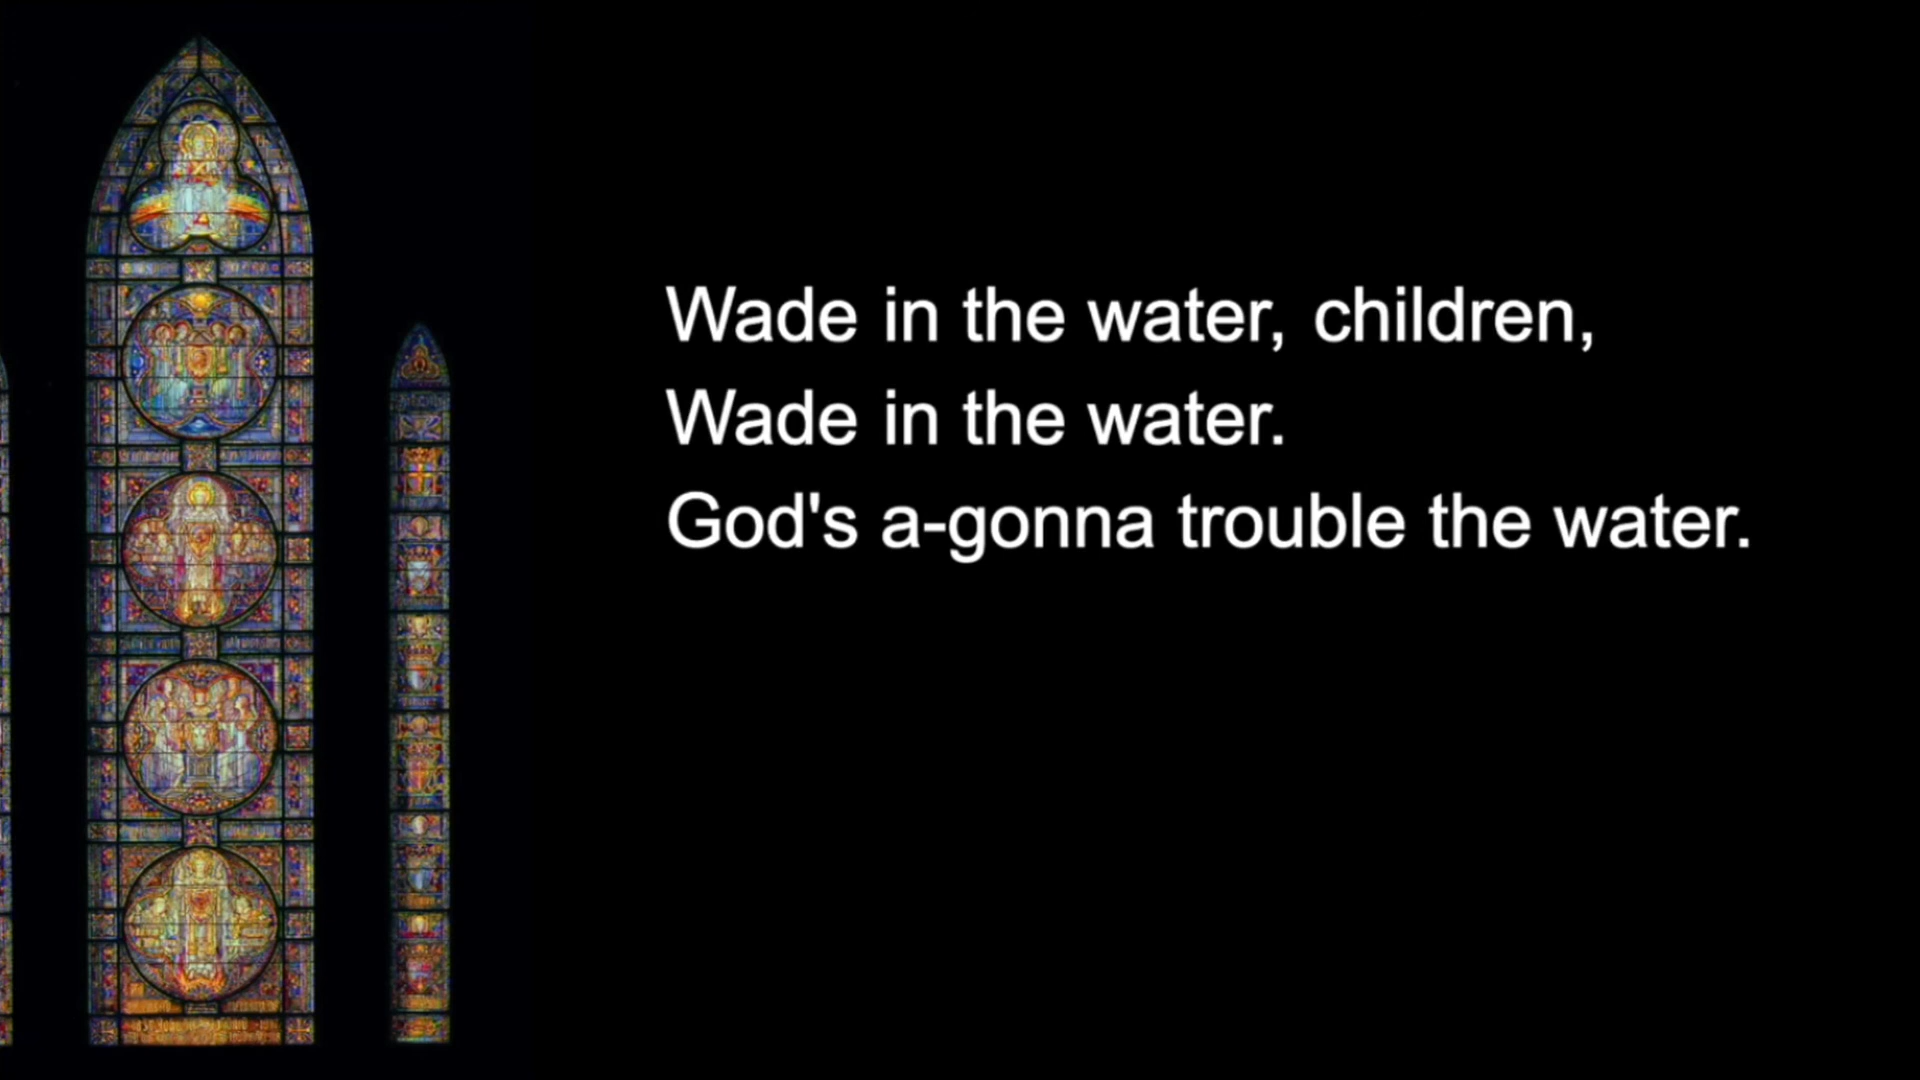 Wade in the water, children,
Wade in the water.
God's a-gonna trouble the water.